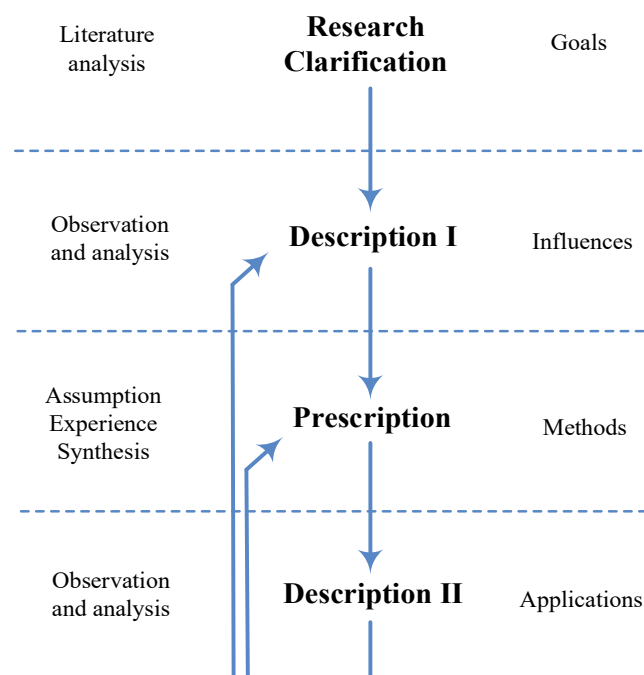 Literature
analysis
Research
Clarification
Goals
Observation
and analysis
Description I
Influences
Assumption
Experience
Synthesis
Prescription
Methods
Observation
and analysis
Description II
Applications